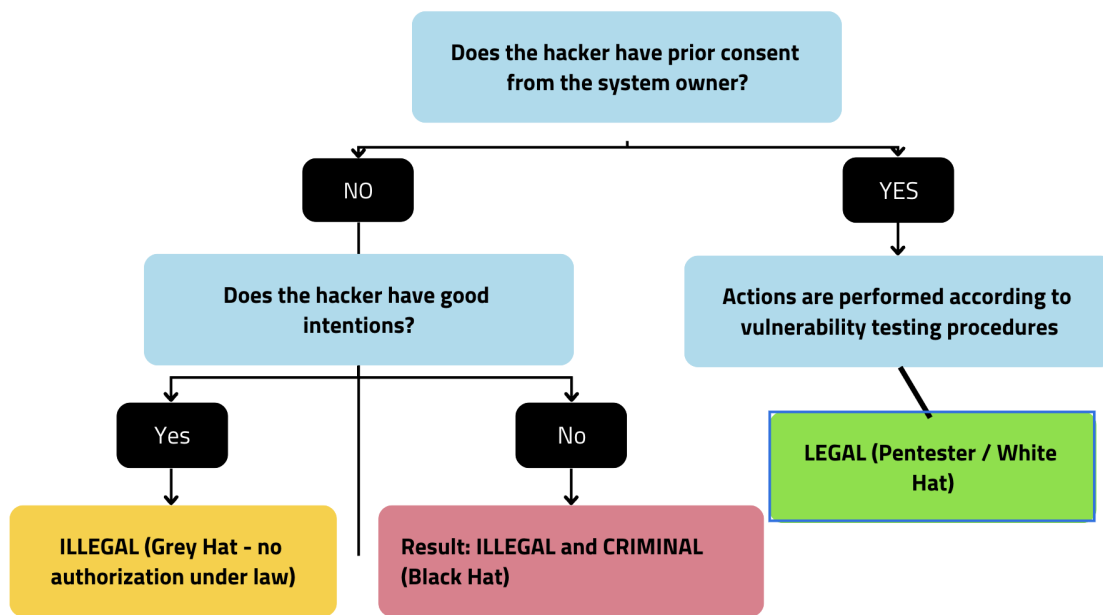 Does the hacker have prior consent
from the system owner?
NO
YES
Does the hacker have good
intentions?
Actions are performed according to
vulnerability testing procedures
Yes
No
LEGAL (Pentester / White
Hat)
ILLEGAL (Grey Hat - no
authorization under law)
Result: ILLEGAL and CRIMINAL
(Black Hat)